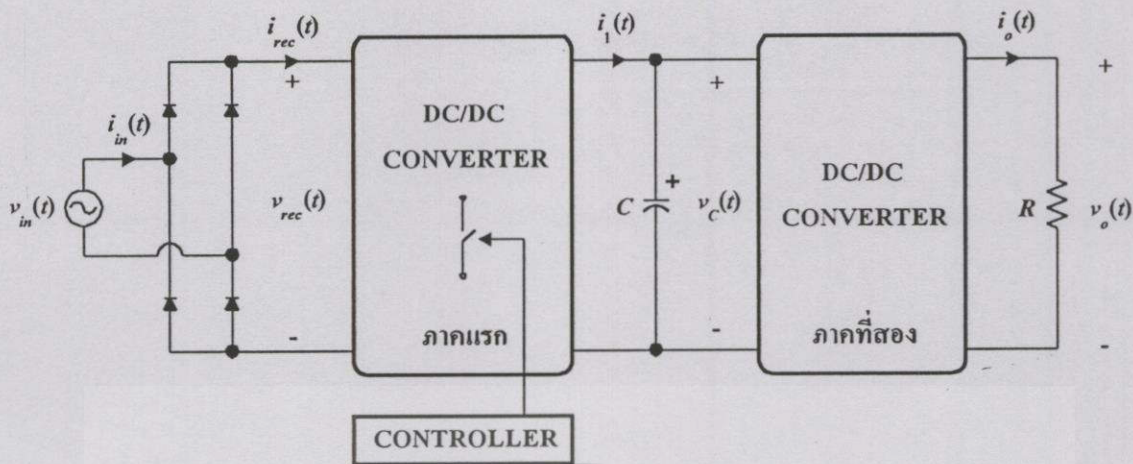 i_rec(t)
i_1(t)
i_o(t)
+
+
+
DC/DC
CONVERTER
DC/DC
CONVERTER
i_in(t)
v_in(t)
v_rec(t)
C
+
v_C(t)
R
v_o(t)
ภาคแรก
ภาคที่สอง
-
-
-
CONTROLLER